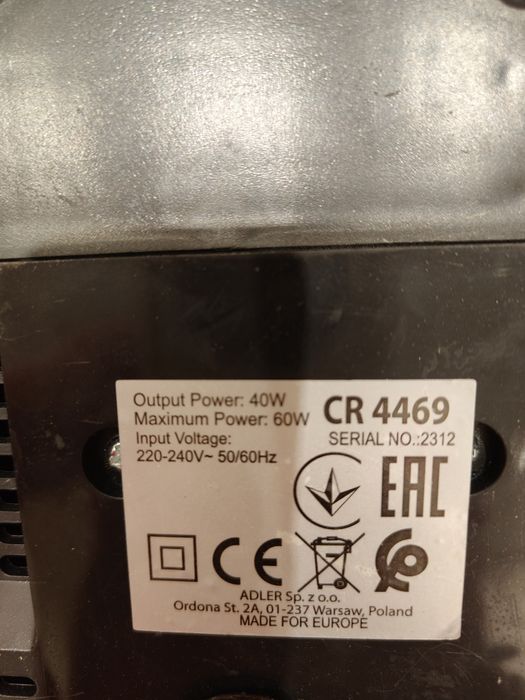 Output Power: 40W
Maximum Power: 60W
Input Voltage:
220-240V~ 50/60Hz
CR 4469
SERIAL NO.:2312
EAC
CE
ADLER Sp. z o.o.
Ordona St. 2A, 01-237 Warsaw, Poland
MADE FOR EUROPE